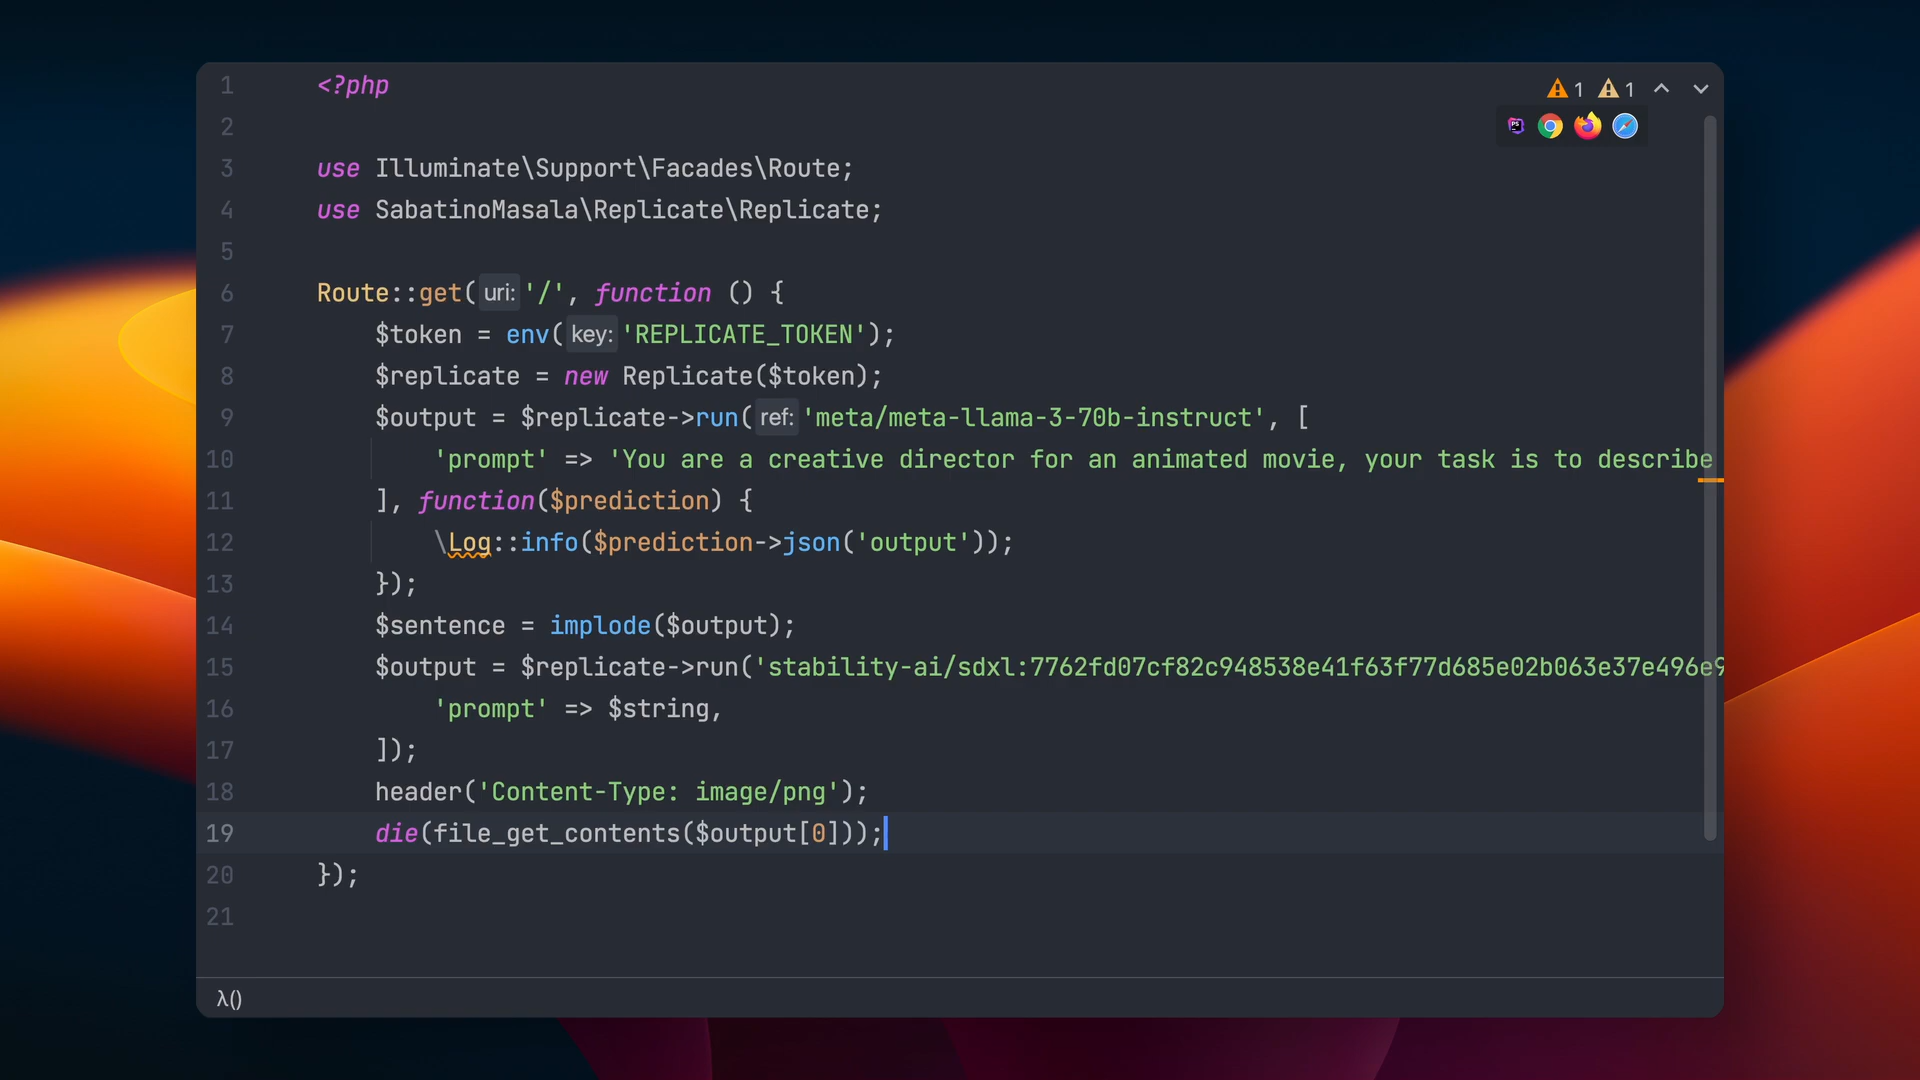 1 <?php
2
3 use Illuminate\Support\Facades\Route;
4 use SabatinoMasala\Replicate\Replicate;
5
6 Route::get( uri: '/', function () {
7 $token = env( key: 'REPLICATE_TOKEN');
8 $replicate = new Replicate($token);
9 $output = $replicate->run( ref: 'meta/meta-llama-3-70b-instruct', [
10 'prompt' => 'You are a creative director for an animated movie, your task is to describe
11 ], function($prediction) {
12 \Log::info($prediction->json('output'));
13 });
14 $sentence = implode($output);
15 $output = $replicate->run('stability-ai/sdxl:7762fd07cf82c948538e41f63f77d685e02b063e37e496e9
16 'prompt' => $string,
17 ]);
18 header('Content-Type: image/png');
19 die(file_get_contents($output[0]));
20 });
21
1 1
PS
λ()